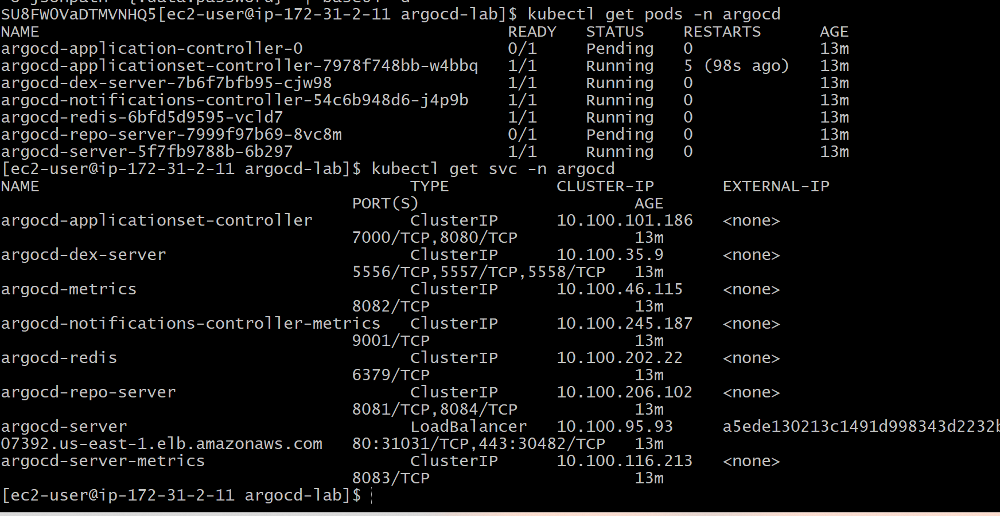 SU8FWOVaDTMVNHQ5[ec2-user@ip-172-31-2-11 argocd-lab]$ kubectl get pods -n argocd
NAME READY STATUS RESTARTS AGE
argocd-application-controller-0 0/1 Pending 0 13m
argocd-applicationset-controller-7978f748bb-w4bbq 1/1 Running 5 (98s ago) 13m
argocd-dex-server-7b6f7bfb95-cjw98 1/1 Running 0 13m
argocd-notifications-controller-54c6b948d6-j4p9b 1/1 Running 0 13m
argocd-redis-6bfd5d9595-vcld7 1/1 Running 0 13m
argocd-repo-server-7999f97b69-8vc8m 0/1 Pending 0 13m
argocd-server-5f7fb9788b-6b297 1/1 Running 0 13m
[ec2-user@ip-172-31-2-11 argocd-lab]$ kubectl get svc -n argocd
NAME TYPE CLUSTER-IP EXTERNAL-IP
PORT(S) AGE
argocd-applicationset-controller ClusterIP 10.100.101.186 <none>
7000/TCP,8080/TCP 13m
argocd-dex-server ClusterIP 10.100.35.9 <none>
5556/TCP,5557/TCP,5558/TCP 13m
argocd-metrics ClusterIP 10.100.46.115 <none>
8082/TCP 13m
argocd-notifications-controller-metrics ClusterIP 10.100.245.187 <none>
9001/TCP 13m
argocd-redis ClusterIP 10.100.202.22 <none>
6379/TCP 13m
argocd-repo-server ClusterIP 10.100.206.102 <none>
8081/TCP,8084/TCP 13m
argocd-server LoadBalancer 10.100.95.93 a5ede130213c1491d998343d2232b
07392.us-east-1.elb.amazonaws.com 80:31031/TCP,443:30482/TCP 13m
argocd-server-metrics ClusterIP 10.100.116.213 <none>
8083/TCP 13m
[ec2-user@ip-172-31-2-11 argocd-lab]$